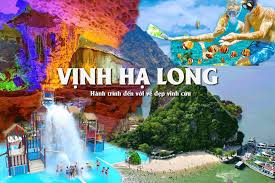 VỊNH HẠ LONG
Hành trình đến với vẻ đẹp vĩnh cửu